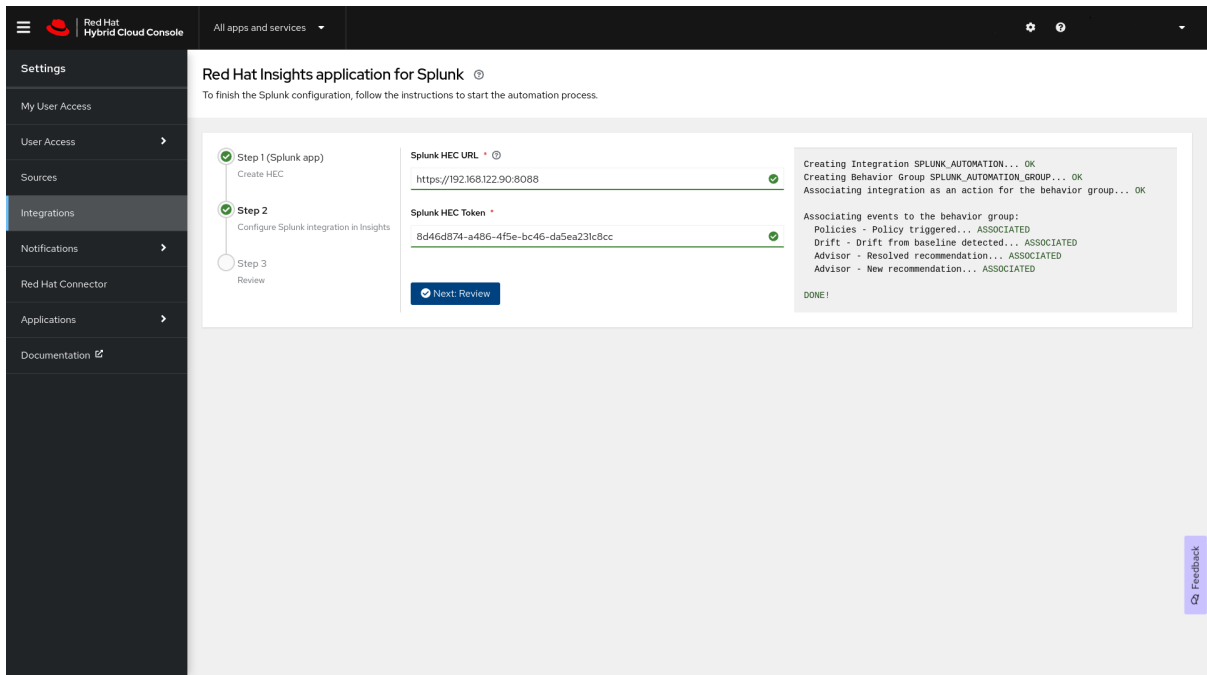 Red Hat
Hybrid Cloud Console
All apps and services
Settings
My User Access
User Access
Sources
Integrations
Notifications
Red Hat Connector
Applications
Documentation
Red Hat Insights application for Splunk
To finish the Splunk configuration, follow the instructions to start the automation process.
Step 1 (Splunk app)
Create HEC
Step 2
Configure Splunk integration in Insights
Step 3
Review
Splunk HEC URL *
https://192.168.122.90:8088
Splunk HEC Token *
8d46d874-a486-4f5e-bc46-da5ea231c8cc
Next: Review
Creating Integration SPLUNK_AUTOMATION... OK
Creating Behavior Group SPLUNK_AUTOMATION_GROUP... OK
Associating integration as an action for the behavior group... OK
Associating events to the behavior group:
Policies - Policy triggered... ASSOCIATED
Drift - Drift from baseline detected... ASSOCIATED
Advisor - Resolved recommendation... ASSOCIATED
Advisor - New recommendation... ASSOCIATED
DONE!
Feedback